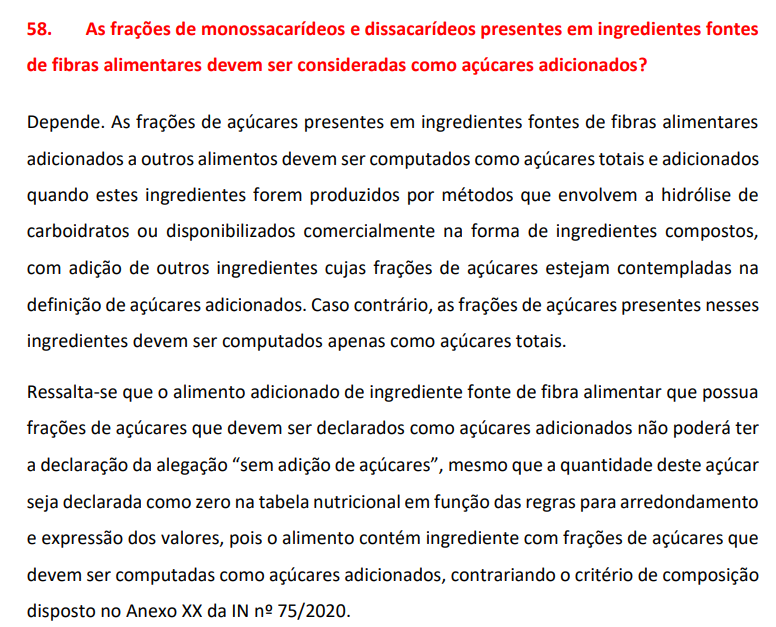 58. As frações de monossacarídeos e dissacarídeos presentes em ingredientes fontes
de fibras alimentares devem ser consideradas como açúcares adicionados?
Depende. As frações de açúcares presentes em ingredientes fontes de fibras alimentares
adicionados a outros alimentos devem ser computados como açúcares totais e adicionados
quando estes ingredientes forem produzidos por métodos que envolvem a hidrólise de
carboidratos ou disponibilizados comercialmente na forma de ingredientes compostos,
com adição de outros ingredientes cujas frações de açúcares estejam contempladas na
definição de açúcares adicionados. Caso contrário, as frações de açúcares presentes nesses
ingredientes devem ser computados apenas como açúcares totais.
Ressalta-se que o alimento adicionado de ingrediente fonte de fibra alimentar que possua
frações de açúcares que devem ser declarados como açúcares adicionados não poderá ter
a declaração da alegação “sem adição de açúcares”, mesmo que a quantidade deste açúcar
seja declarada como zero na tabela nutricional em função das regras para arredondamento
e expressão dos valores, pois o alimento contém ingrediente com frações de açúcares que
devem ser computadas como açúcares adicionados, contrariando o critério de composição
disposto no Anexo XX da IN nº 75/2020.